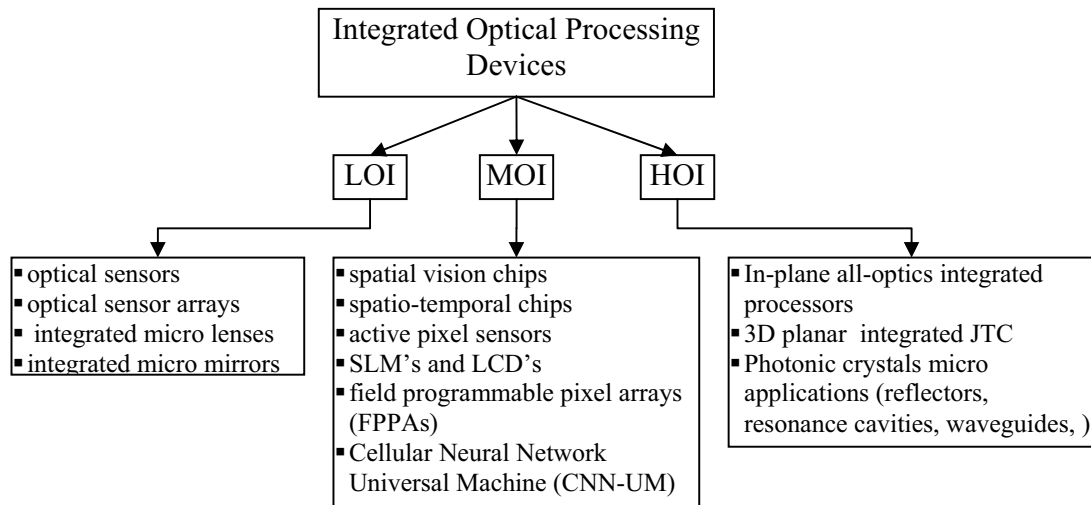 Integrated Optical Processing
Devices
LOI
MOI
HOI
▪ optical sensors
▪ optical sensor arrays
▪ integrated micro lenses
▪ integrated micro mirrors
▪ spatial vision chips
▪ spatio-temporal chips
▪ active pixel sensors
▪ SLM’s and LCD’s
▪ field programmable pixel arrays
(FPPAs)
▪ Cellular Neural Network
Universal Machine (CNN-UM)
▪ In-plane all-optics integrated
processors
▪ 3D planar integrated JTC
▪ Photonic crystals micro
applications (reflectors,
resonance cavities, waveguides, )